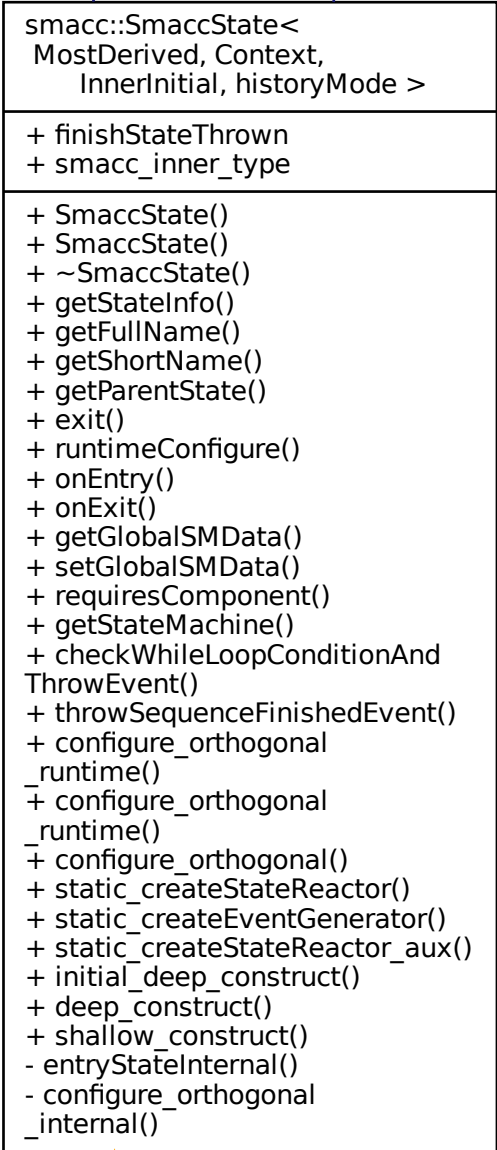 smacc::SmaccState<
MostDerived, Context,
InnerInitial, historyMode >
+ finishStateThrown
+ smacc_inner_type
+ SmaccState()
+ SmaccState()
+ ~SmaccState()
+ getStateInfo()
+ getFullName()
+ getShortName()
+ getParentState()
+ exit()
+ runtimeConfigure()
+ onEntry()
+ onExit()
+ getGlobalSMData()
+ setGlobalSMData()
+ requiresComponent()
+ getStateMachine()
+ checkWhileLoopConditionAnd
ThrowEvent()
+ throwSequenceFinishedEvent()
+ configure_orthogonal
_runtime()
+ configure_orthogonal
_runtime()
+ configure_orthogonal()
+ static_createStateReactor()
+ static_createEventGenerator()
+ static_createStateReactor_aux()
+ initial_deep_construct()
+ deep_construct()
+ shallow_construct()
- entryStateInternal()
- configure_orthogonal
_internal()